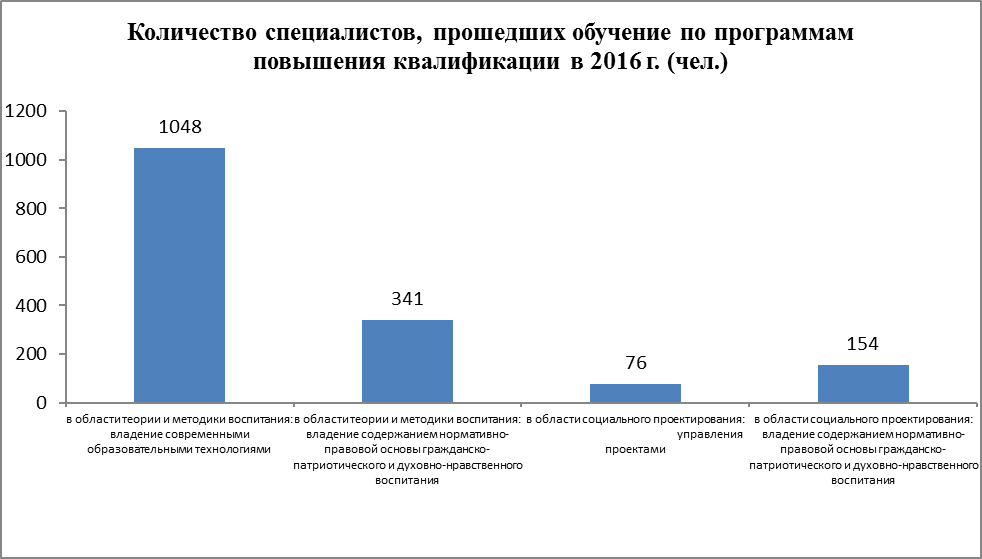 Количество специалистов, прошедших обучение по программам
повышения квалификации в 2016 г. (чел.)
1200
1000
800
600
400
200
0
1048
341
76
154
в области теории и методики воспитания:
владение современными
образовательными технологиями
в области теории и методики воспитания:
владение содержанием нормативно-
правовой основы гражданско-
патриотического и духовно-нравственного
воспитания
в области социального проектирования:
управления
проектами
в области социального проектирования:
владение содержанием нормативно-
правовой основы гражданско-
патриотического и духовно-нравственного
воспитания